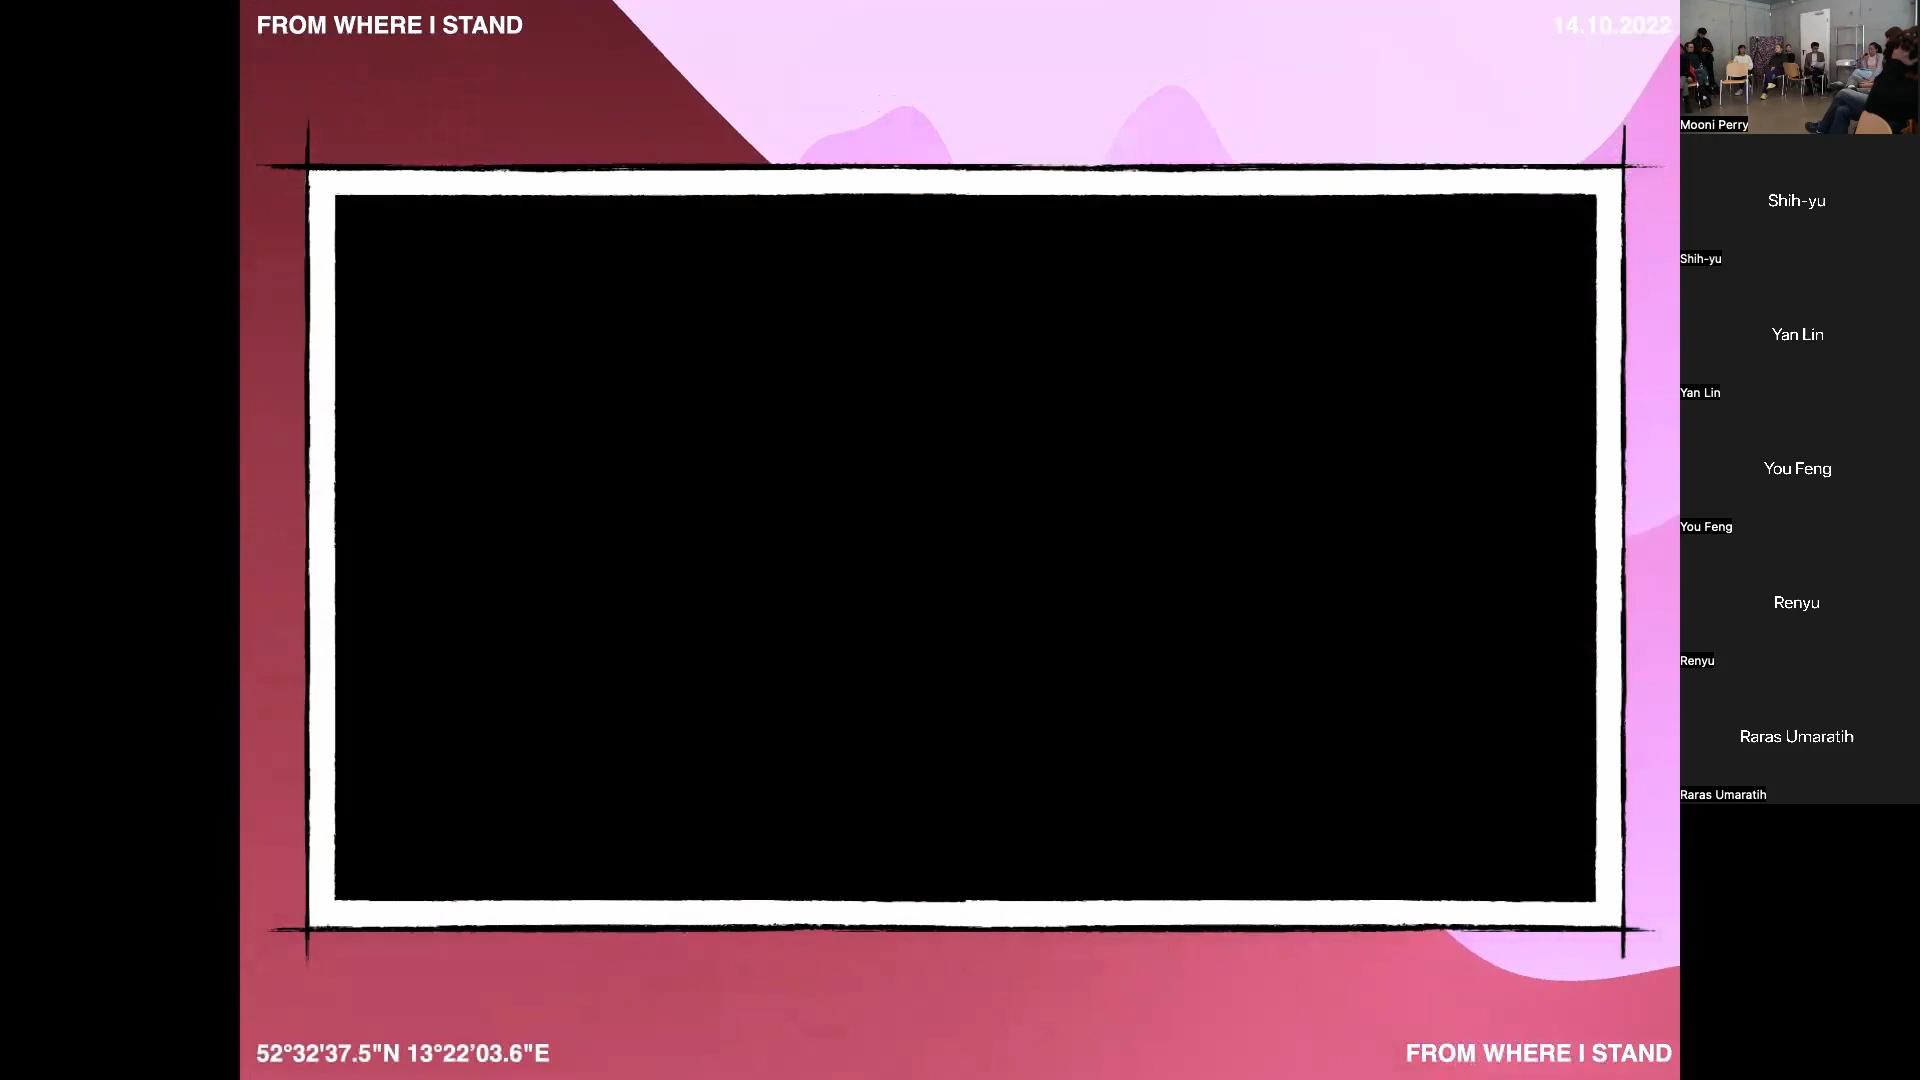 FROM WHERE I STAND
14.10.2022
Mooni Perry
Shih-yu
Shih-yu
Yan Lin
Yan Lin
You Feng
You Feng
Renyu
Renyu
Raras Umaratih
Raras Umaratih
52°32'37.5"N 13°22’03.6"E
FROM WHERE I STAND